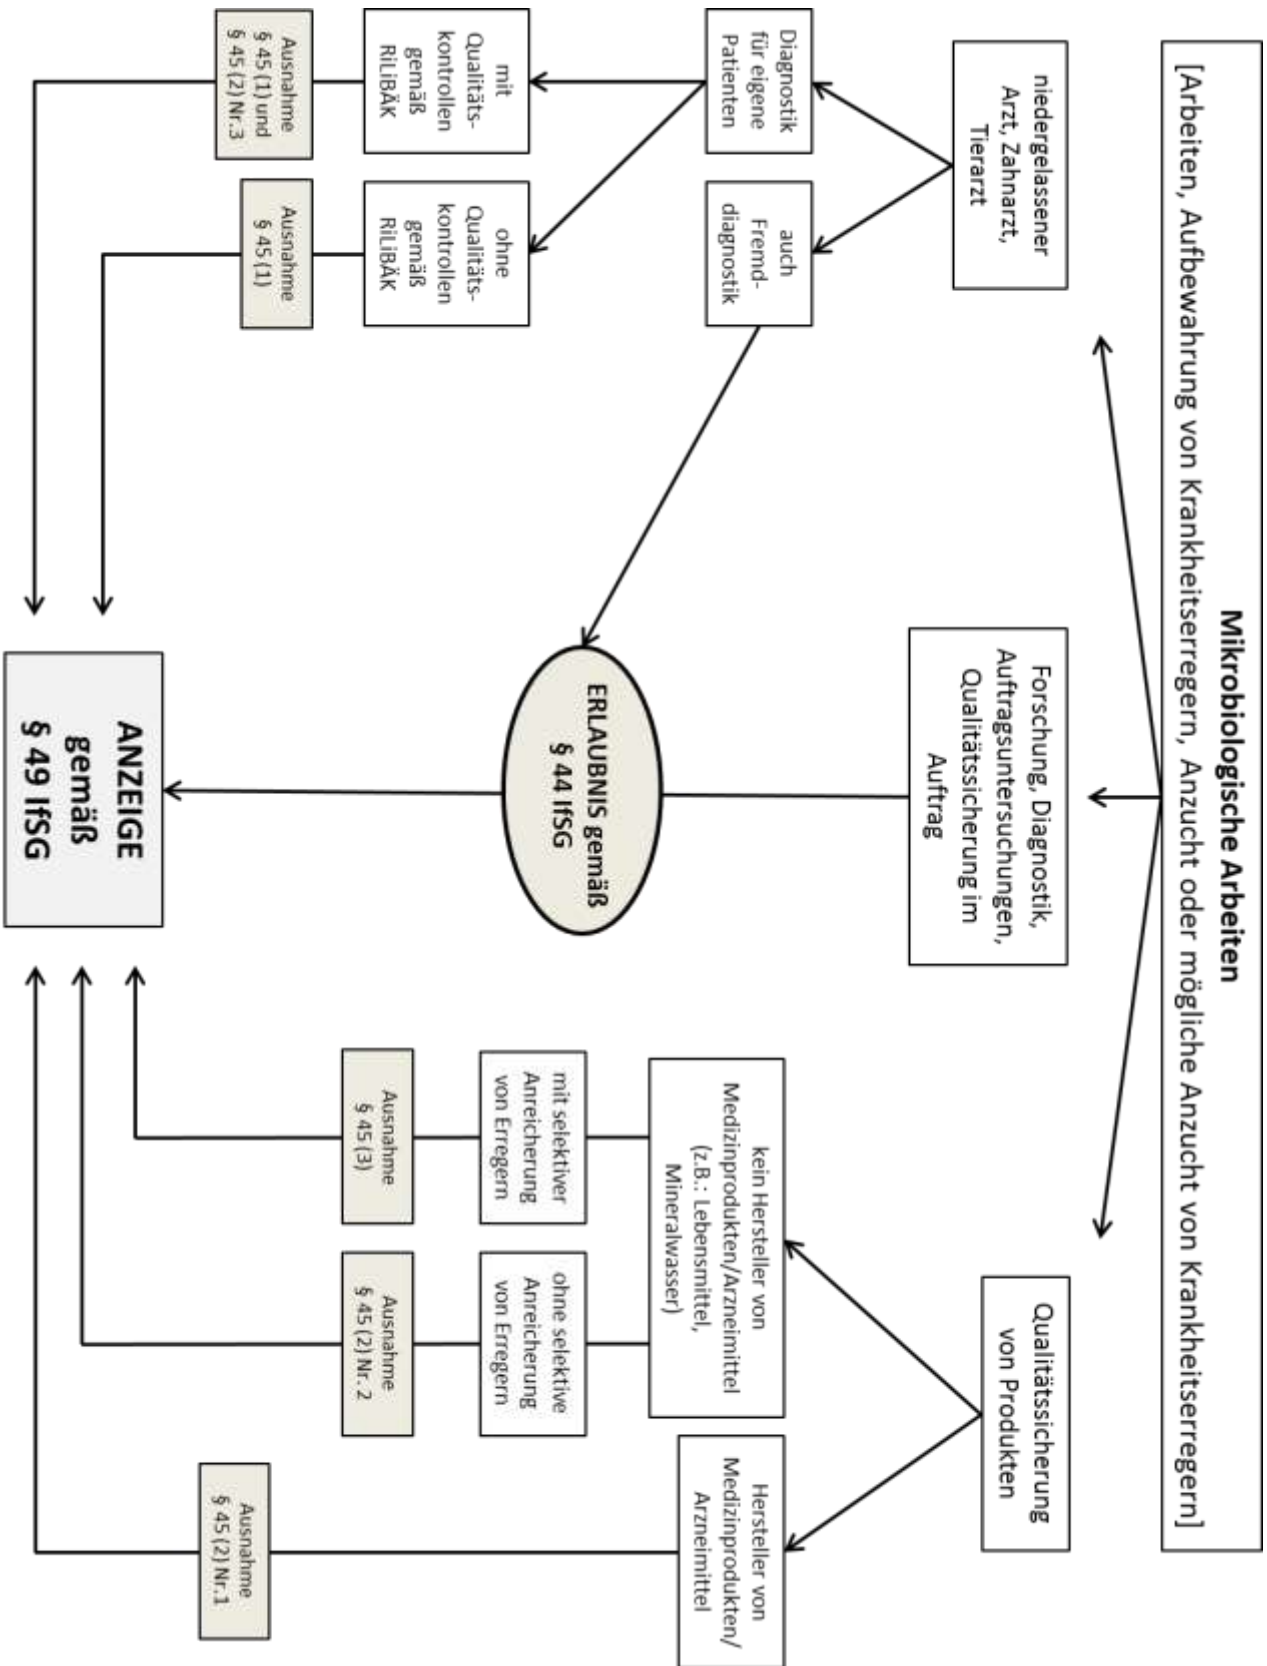 Mikrobiologische Arbeiten
[Arbeiten, Aufbewahrung von Krankheitserregern, Anzucht oder mögliche Anzucht von Krankheitserregern]
niedergelassener
Arzt, Zahnarzt,
Tierarzt
Forschung, Diagnostik,
Auftragsuntersuchungen,
Qualitätssicherung im
Auftrag
Qualitätssicherung
von Produkten
Diagnostik
für eigene
Patienten
auch
Fremd-
diagnostik
kein Hersteller von
Medizinprodukten/Arzneimittel
(z.B.: Lebensmittel,
Mineralwasser)
Hersteller von
Medizinprodukten/
Arzneimittel
mit
Qualitäts-
kontrollen
gemäß
RiLiBÄK
ohne
Qualitäts-
kontrollen
gemäß
RiLiBÄK
ERLAUBNIS gemäß
§ 44 IfSG
mit selektiver
Anreicherung
von Erregern
ohne selektive
Anreicherung
von Erregern
Ausnahme
§ 45 (1) und
§ 45 (2) Nr.3
Ausnahme
§ 45 (1)
Ausnahme
§ 45 (3)
Ausnahme
§ 45 (2) Nr. 2
Ausnahme
§ 45 (2) Nr.1
ANZEIGE
gemäß
§ 49 IfSG